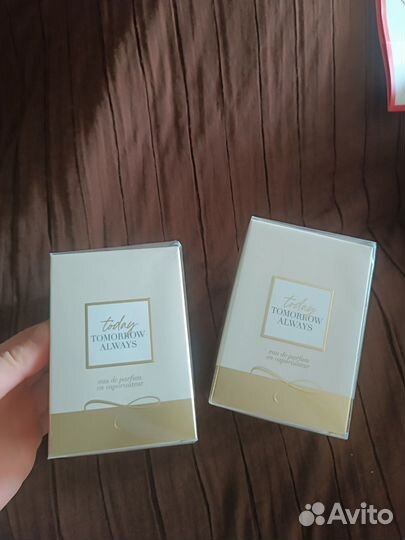 today
TOMORROW
ALWAYS
eau de parfum
en vaporisateur
today
TOMORROW
ALWAYS
eau de parfum
en vaporisateur
Avito